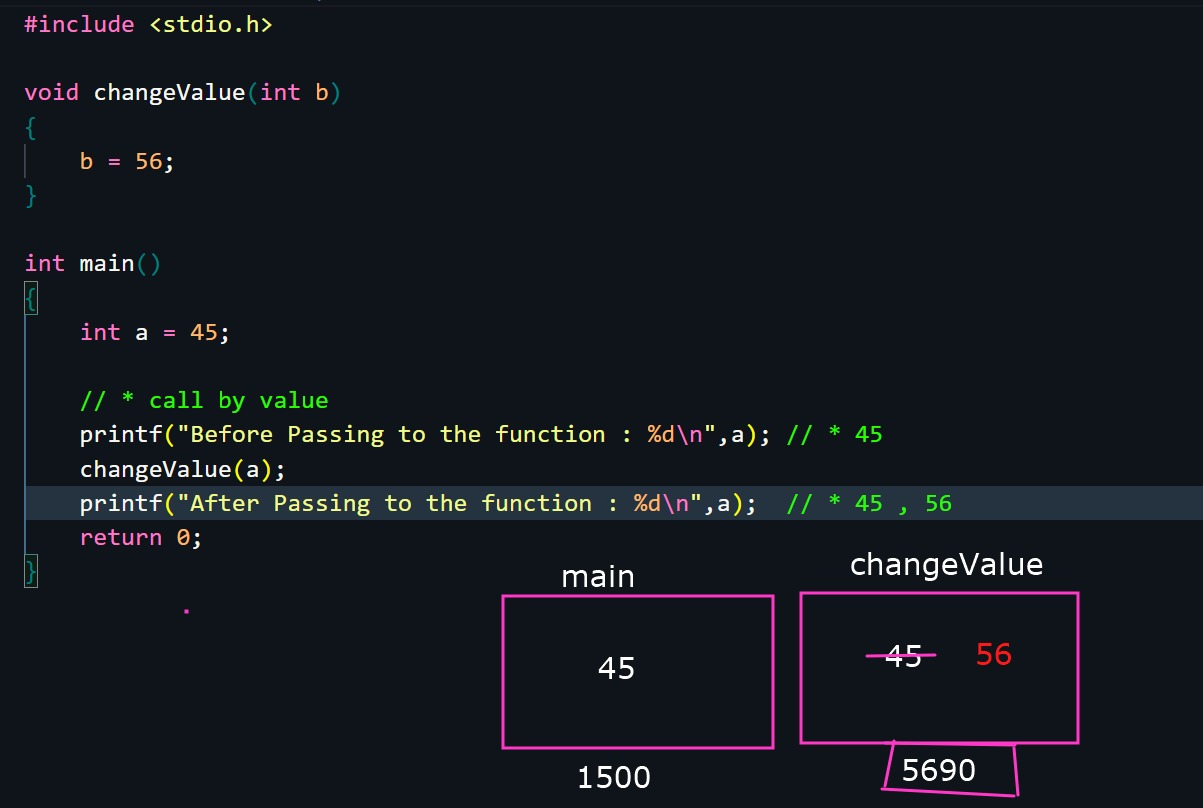 #include <stdio.h>
void changeValue(int b)
{
b = 56;
}
int main()
{
int a = 45;
// * call by value
printf("Before Passing to the function : %d\n",a); // * 45
changeValue(a);
printf("After Passing to the function : %d\n",a);  // * 45 , 56
return 0;
}
main
changeValue
45
45 56
1500
5690